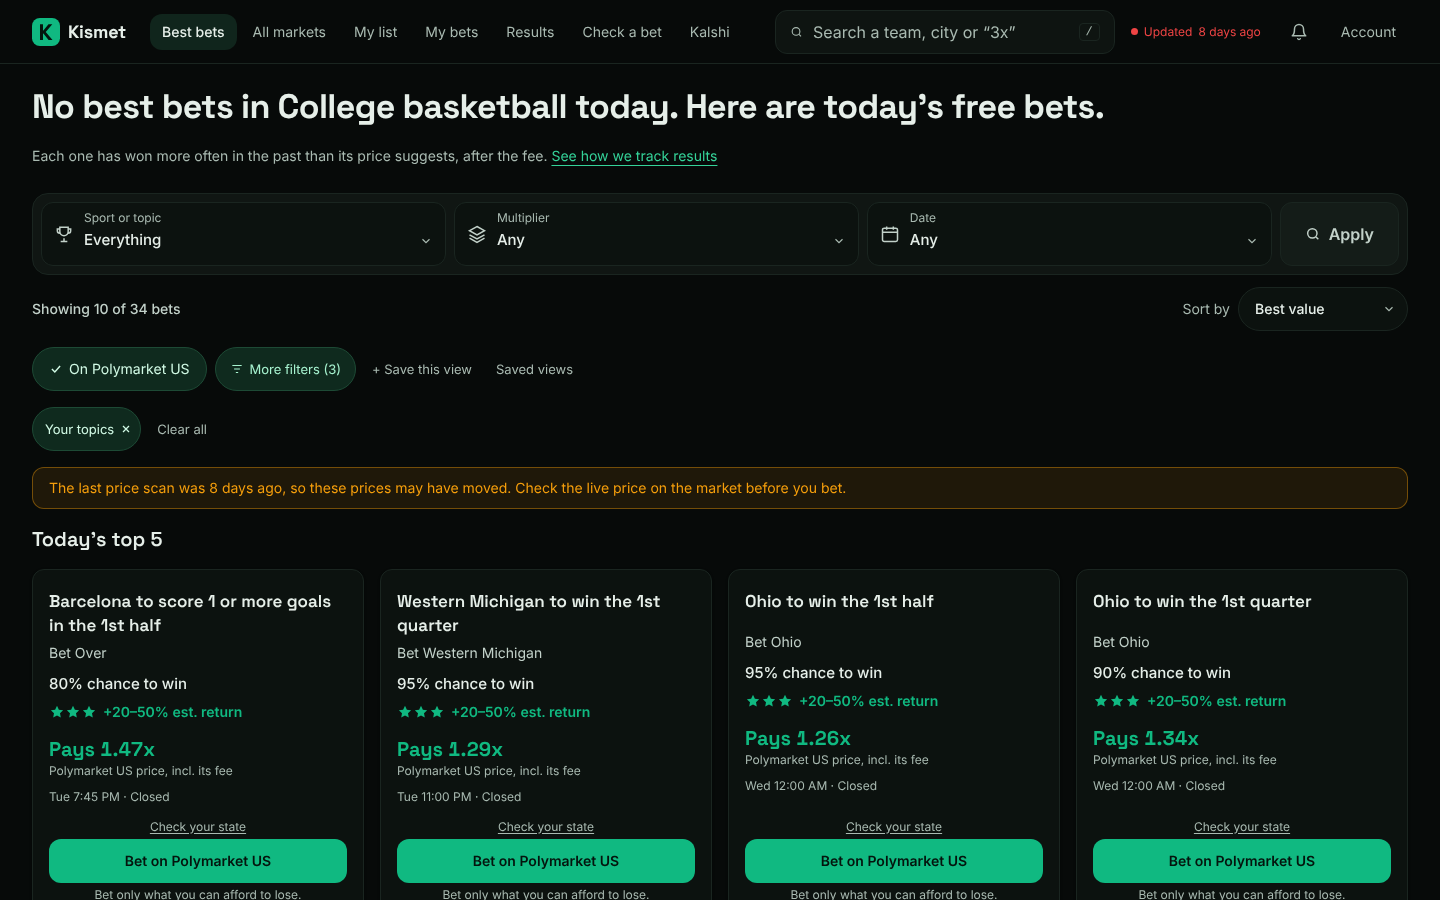 Kismet
Best bets
All markets
My list
My bets
Results
Check a bet
Kalshi
Search a team, city or “3x”
/
Updated 8 days ago
Account
No best bets in College basketball today. Here are today’s free bets.
Each one has won more often in the past than its price suggests, after the fee. See how we track results
Sport or topic
Everything
Multiplier
Any
Date
Any
Apply
Showing 10 of 34 bets
Sort by
Best value
On Polymarket US
More filters (3)
+ Save this view
Saved views
Your topics ×
Clear all
The last price scan was 8 days ago, so these prices may have moved. Check the live price on the market before you bet.
Today’s top 5
Barcelona to score 1 or more goals
in the 1st half
Bet Over
80% chance to win
★★★ +20–50% est. return
Pays 1.47x
Polymarket US price, incl. its fee
Tue 7:45 PM · Closed
Check your state
Bet on Polymarket US
Bet only what you can afford to lose.
Western Michigan to win the 1st
quarter
Bet Western Michigan
95% chance to win
★★★ +20–50% est. return
Pays 1.29x
Polymarket US price, incl. its fee
Tue 11:00 PM · Closed
Check your state
Bet on Polymarket US
Bet only what you can afford to lose.
Ohio to win the 1st half
Bet Ohio
95% chance to win
★★★ +20–50% est. return
Pays 1.26x
Polymarket US price, incl. its fee
Wed 12:00 AM · Closed
Check your state
Bet on Polymarket US
Bet only what you can afford to lose.
Ohio to win the 1st quarter
Bet Ohio
90% chance to win
★★★ +20–50% est. return
Pays 1.34x
Polymarket US price, incl. its fee
Wed 12:00 AM · Closed
Check your state
Bet on Polymarket US
Bet only what you can afford to lose.